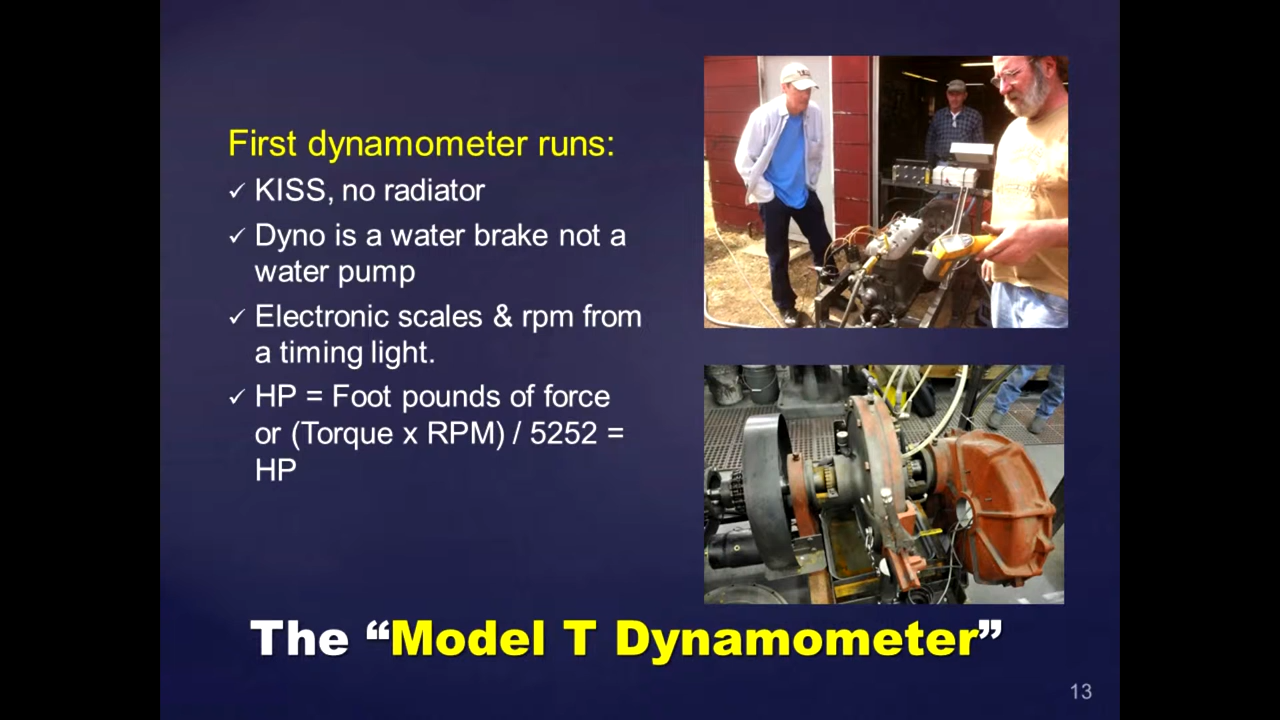 First dynamometer runs:
✓ KISS, no radiator
✓ Dyno is a water brake not a
water pump
✓ Electronic scales & rpm from
a timing light.
✓ HP = Foot pounds of force
or (Torque x RPM) / 5252 =
HP
The “Model T Dynamometer”
13